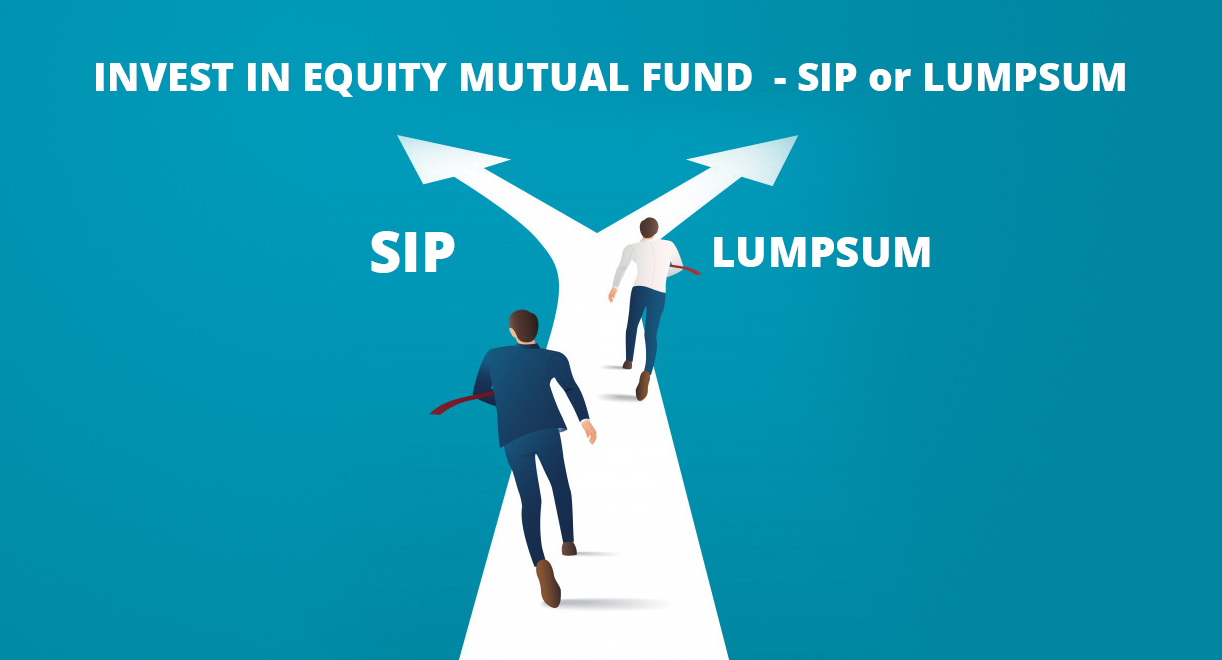 INVEST IN EQUITY MUTUAL FUND - SIP or LUMPSUM
SIP
LUMPSUM